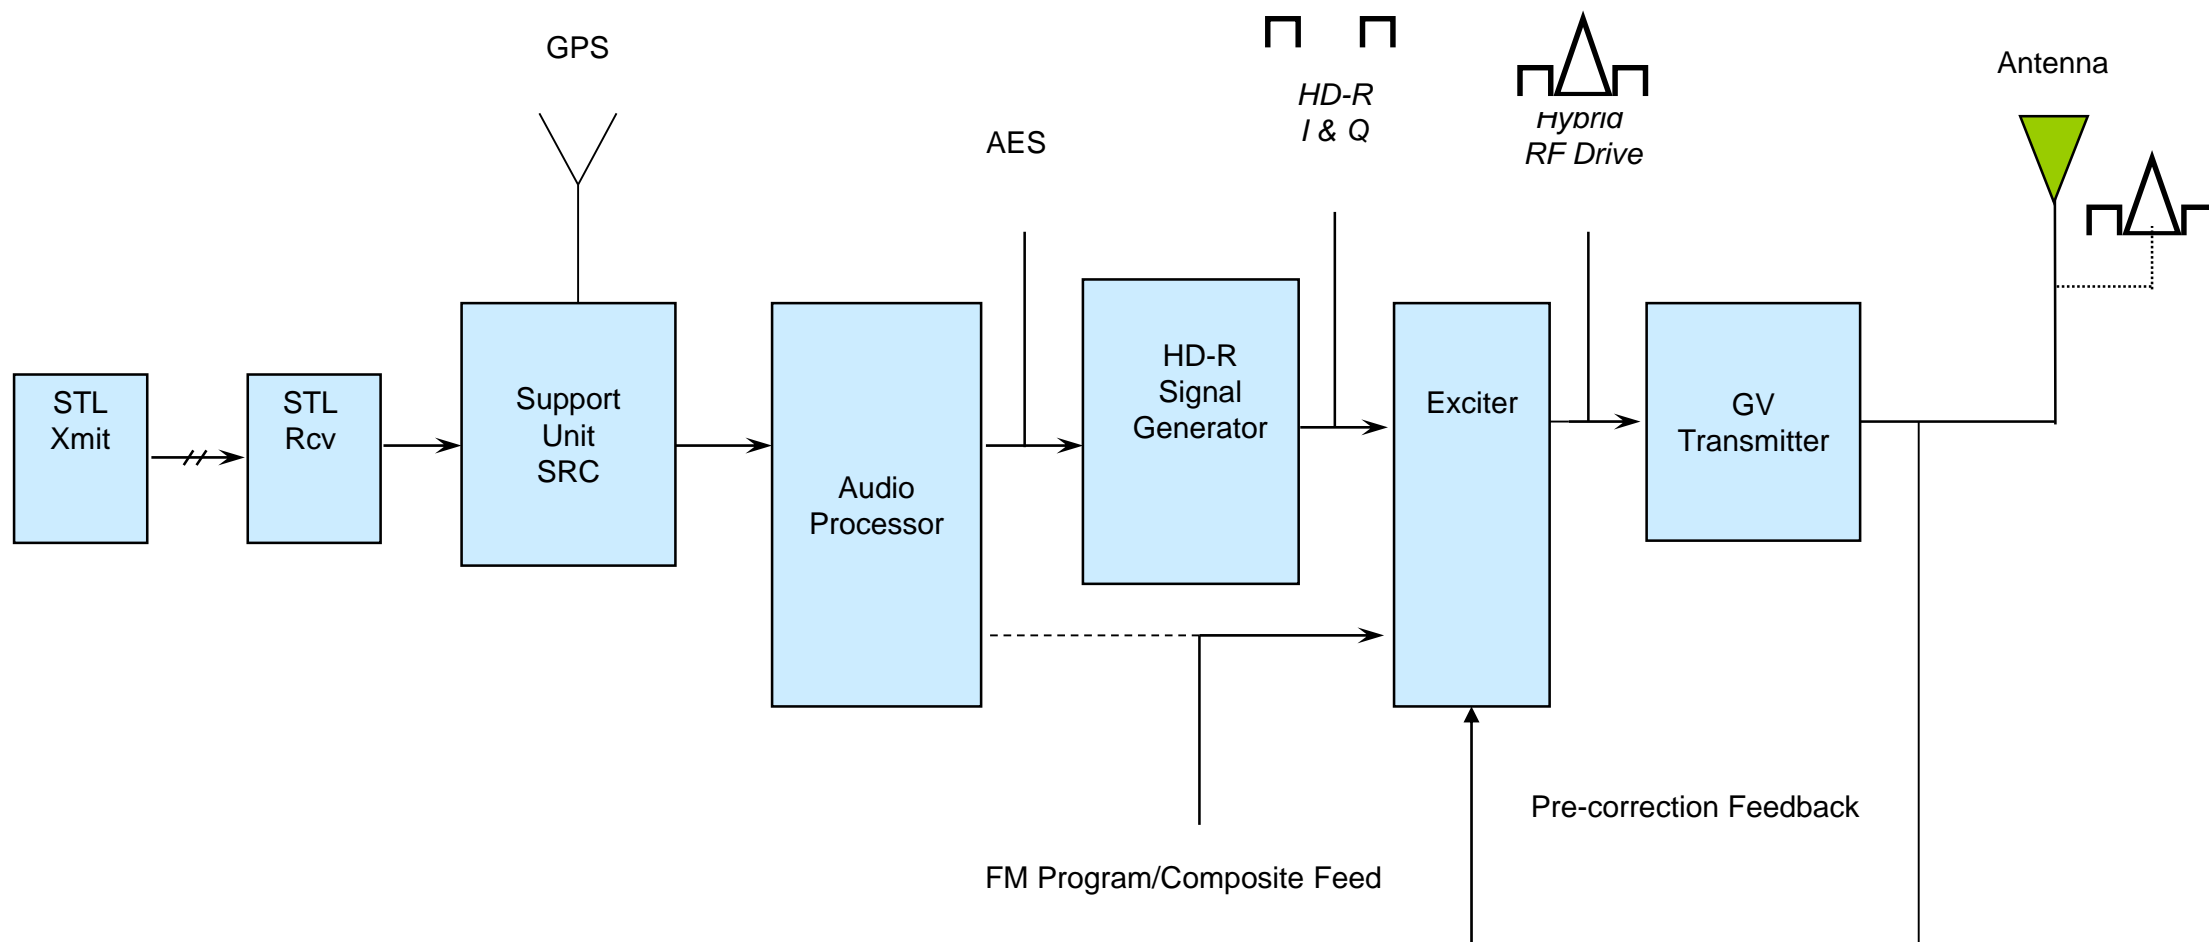 GPS
AES
HD-R
I & Q
Hybrid
RF Drive
Antenna
STL
Xmit
STL
Rcv
Support
Unit
SRC
Audio
Processor
HD-R
Signal
Generator
Exciter
GV
Transmitter
Pre-correction Feedback
FM Program/Composite Feed